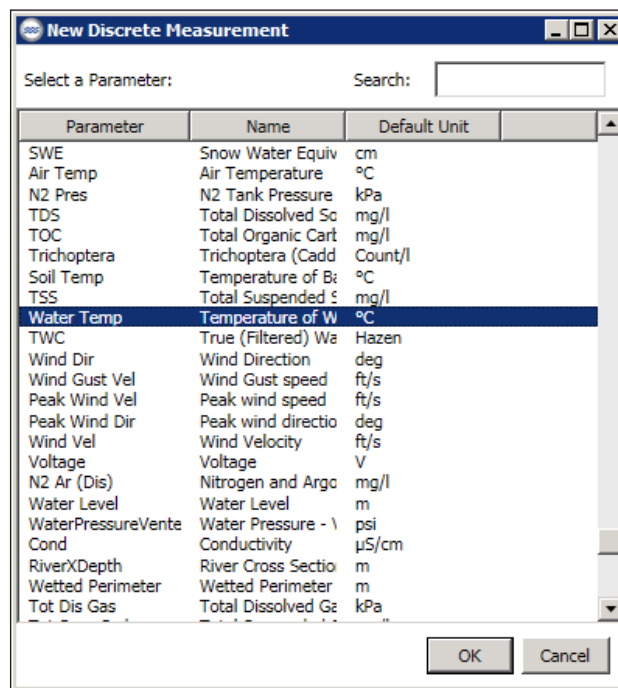 New Discrete Measurement
Select a Parameter: Search:
Parameter Name Default Unit
SWE Snow Water Equiv cm
Air Temp Air Temperature °C
N2 Pres N2 Tank Pressure kPa
TDS Total Dissolved So mg/l
TOC Total Organic Carb mg/l
Trichoptera Trichoptera (Cadd Count/l
Soil Temp Temperature of Ba °C
TSS Total Suspended S mg/l
Water Temp Temperature of W °C
TWC True (Filtered) Wa Hazen
Wind Dir Wind Direction deg
Wind Gust Vel Wind Gust speed ft/s
Peak Wind Vel Peak wind speed ft/s
Peak Wind Dir Peak wind directio deg
Wind Vel Wind Velocity ft/s
Voltage Voltage V
N2 Ar (Dis) Nitrogen and Argo mg/l
Water Level Water Level m
WaterPressureVente Water Pressure - psi
Cond Conductivity µS/cm
RiverXDepth River Cross Sectio m
Wetted Perimeter Wetted Perimeter m
Tot Dis Gas Total Dissolved Ga kPa
OK Cancel